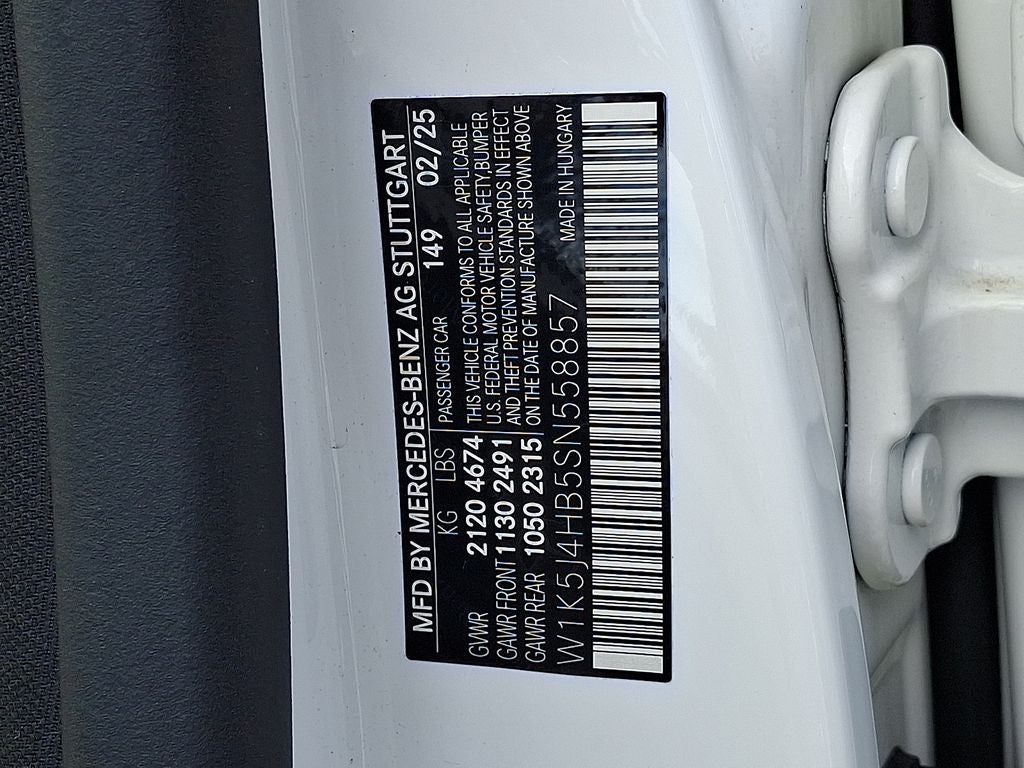 MFD BY MERCEDES-BENZ AG STUTTGART
KG LBS PASSENGER CAR 149 02/25
GVWR 2120 4674 THIS VEHICLE CONFORMS TO ALL APPLICABLE
GAWR FRONT 1130 2491 U.S. FEDERAL MOTOR VEHICLE SAFETY,BUMPER
AND THEFT PREVENTION STANDARDS IN EFFECT
GAWR REAR 1050 2315 ON THE DATE OF MANUFACTURE SHOWN ABOVE
W1K5J4HB5SN558857 MADE IN HUNGARY